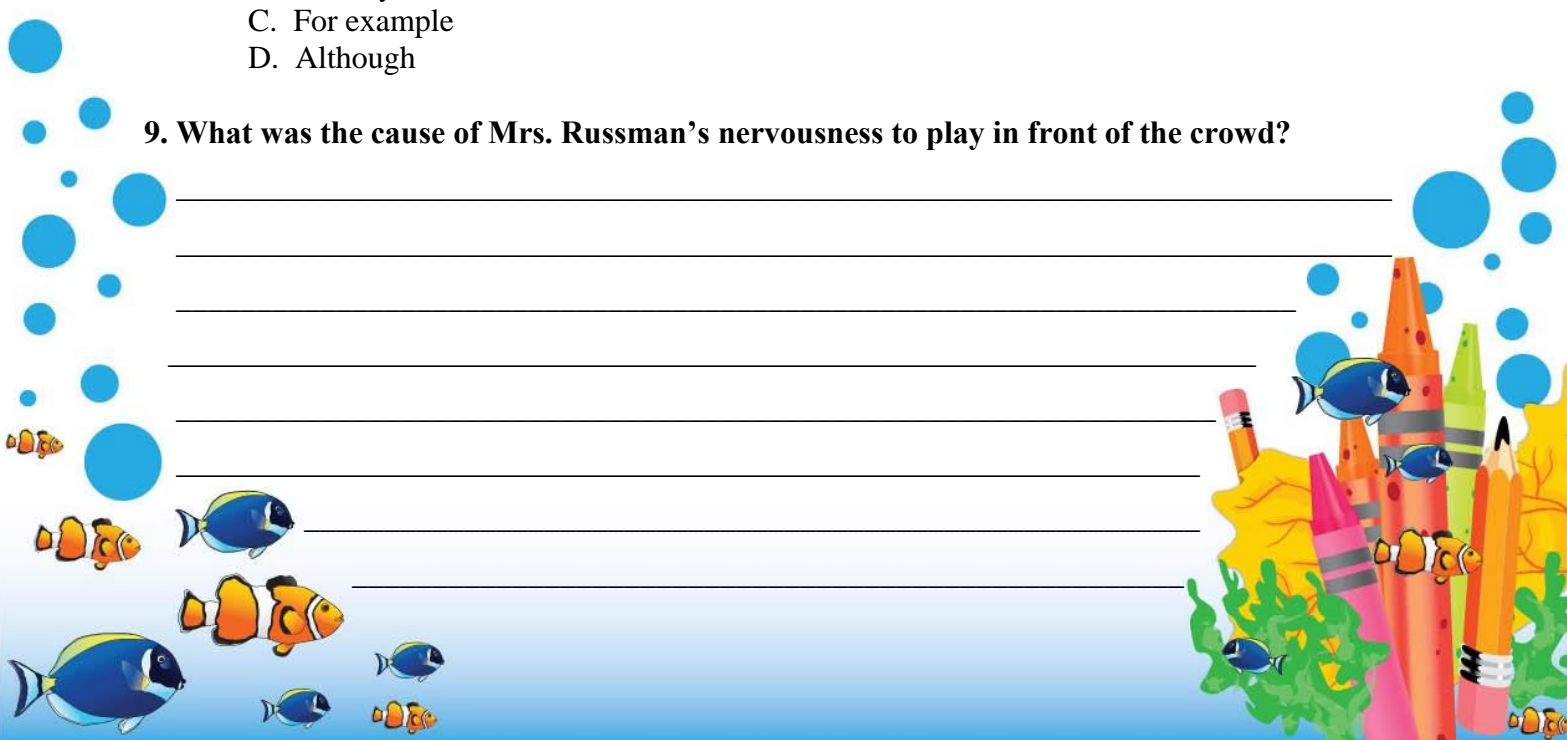 C. For example
D. Although
9. What was the cause of Mrs. Russman’s nervousness to play in front of the crowd?